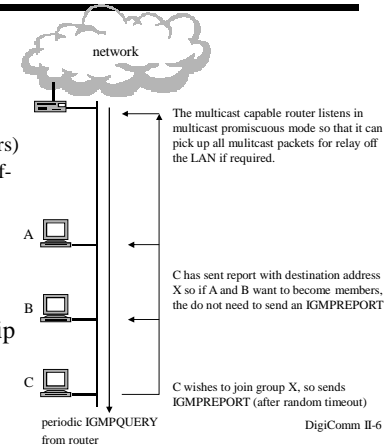 network
The multicast capable router listens in
multicast promiscuous mode so that it can
pick up all mulitcast packets for relay off
the LAN if required.
rs)
f-
A
C has sent report with destination address
X so if A and B want to become members,
the do not need to send an IGMPREPORT
B
ip
C
C wishes to join group X, so sends
IGMPREPORT (after random timeout)
periodic IGMPQUERY
from router
DigiComm II-6